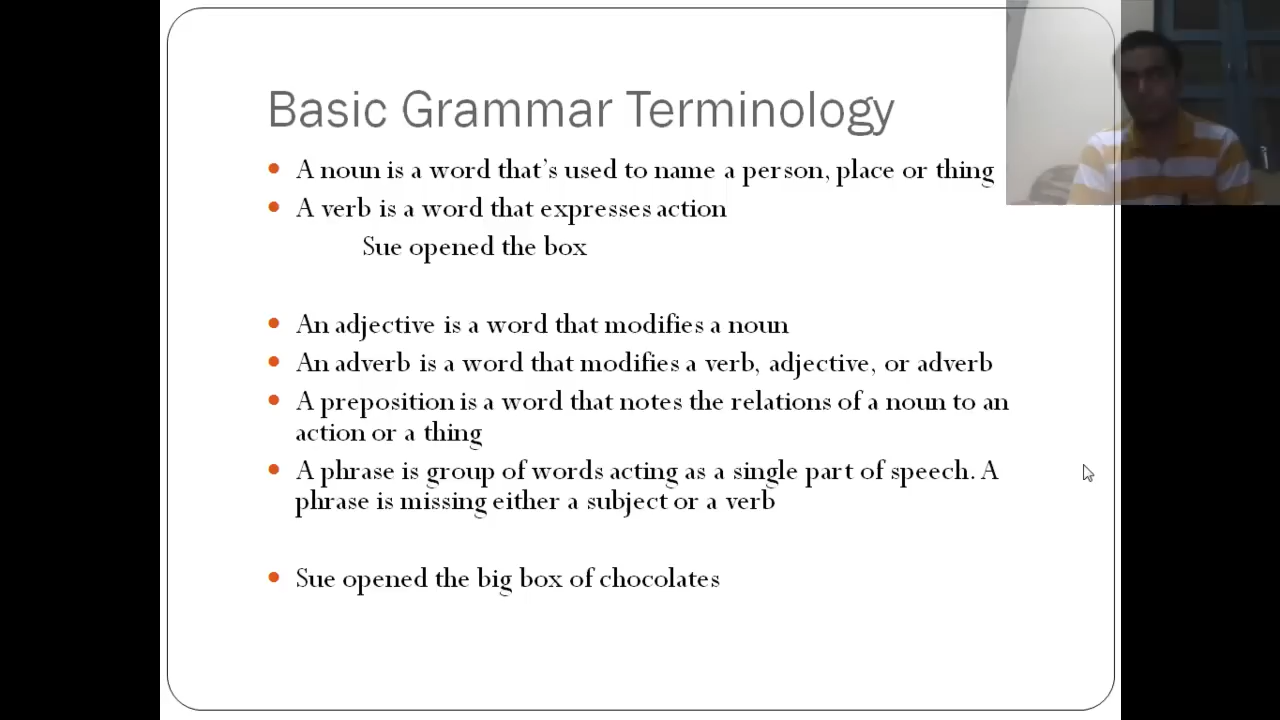 Basic Grammar Terminology
• A noun is a word that’s used to name a person, place or thing
• A verb is a word that expresses action
Sue opened the box
• An adjective is a word that modifies a noun
• An adverb is a word that modifies a verb, adjective, or adverb
• A preposition is a word that notes the relations of a noun to an
action or a thing
• A phrase is group of words acting as a single part of speech. A
phrase is missing either a subject or a verb
• Sue opened the big box of chocolates